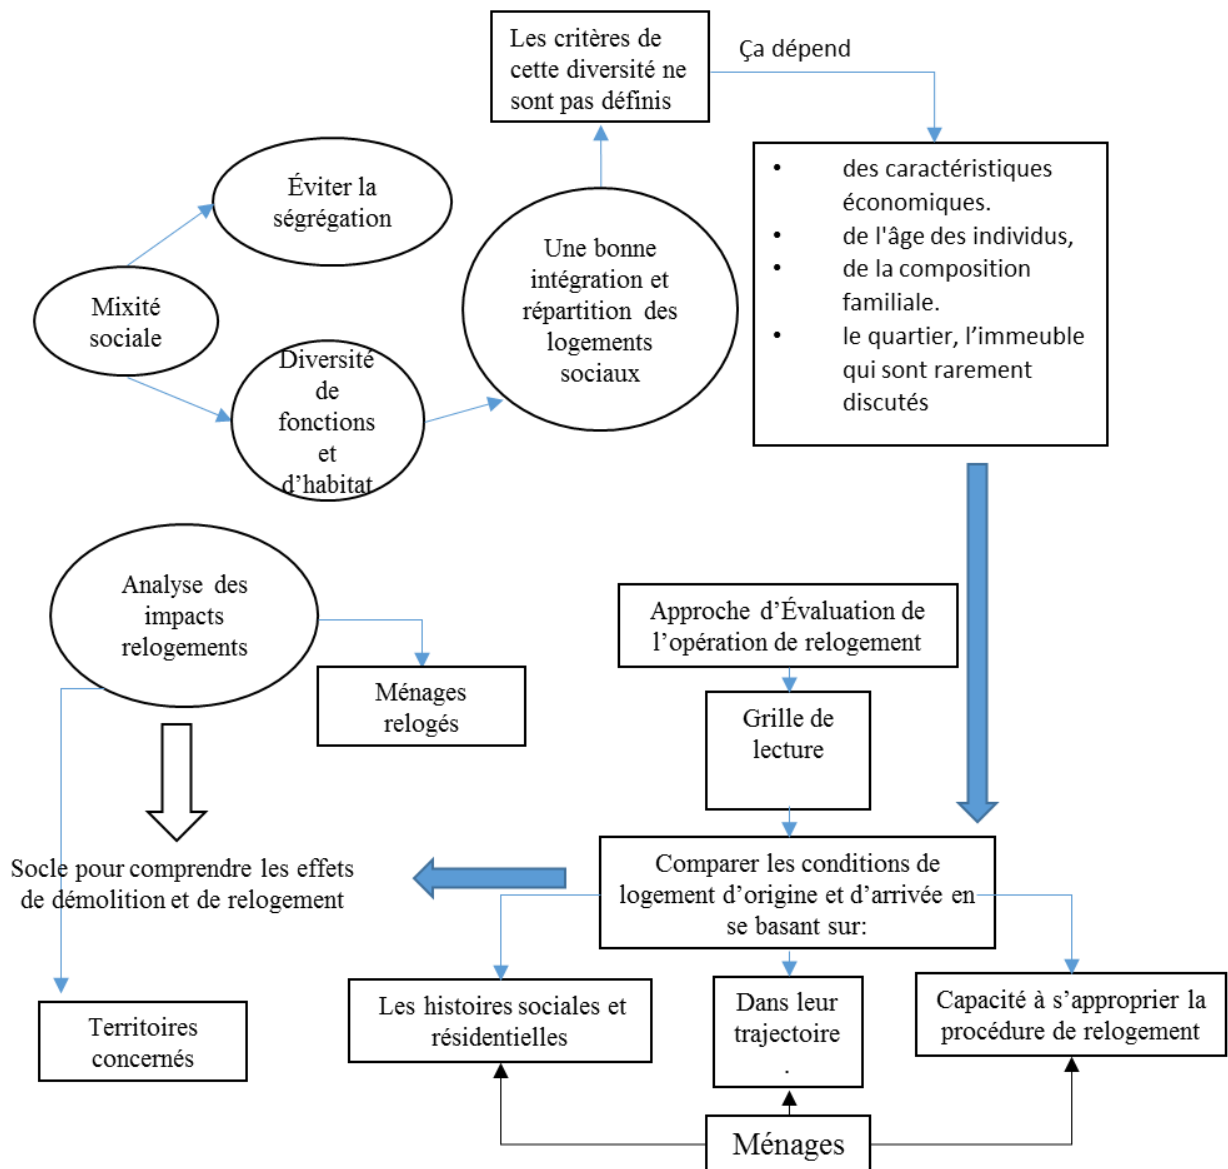 Les critères de
cette diversité ne
sont pas définis
Ça dépend
Éviter la
ségrégation
Mixité
sociale
Diversité
de
fonctions
et
d’habitat
Une bonne
intégration et
répartition des
logements
sociaux
• des caractéristiques
économiques.
• de l'âge des individus,
• de la composition
familiale.
• le quartier, l’immeuble
qui sont rarement
discutés
Analyse des
impacts
relogements
Ménages
relogés
Approche d’Évaluation de
l’opération de relogement
Grille de
lecture
Socle pour comprendre les effets
de démolition et de relogement
Comparer les conditions de
logement d’origine et d’arrivée en
se basant sur:
Territoires
concernés
Les histoires sociales et
résidentielles
Dans leur
trajectoire
.
Capacité à s’approprier la
procédure de relogement
Ménages